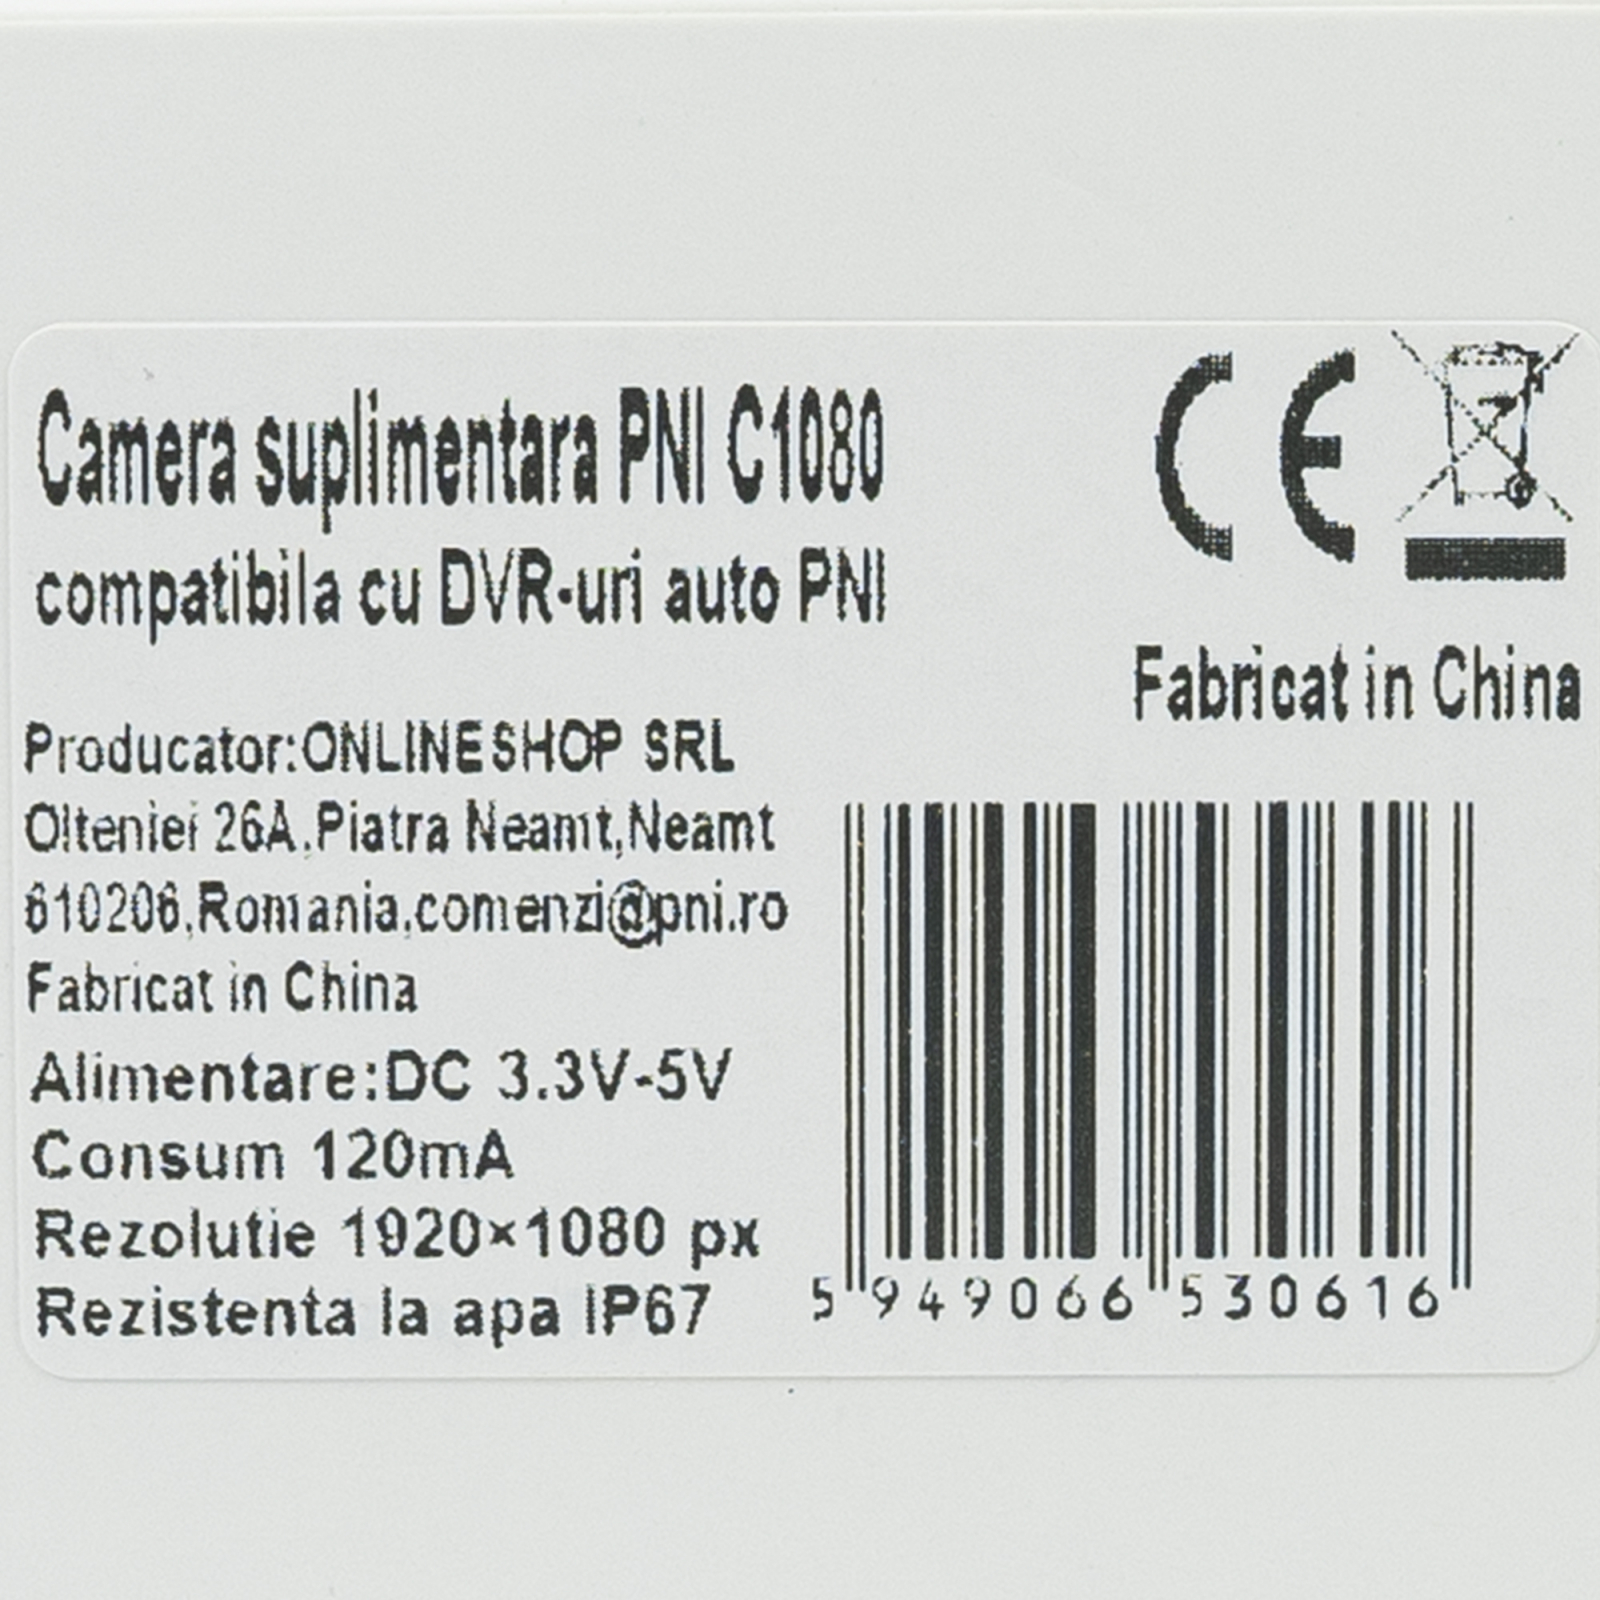 Camera suplimentara PNI C1080
compatibila cu DVR-uri auto PNI
CE
Fabricat in China
Producator:ONLINESHOP SRL
Olteniei 26A,Piatra Neamt,Neamt
610206,Romania,comenzi@pni.ro
Fabricat in China
Alimentare:DC 3.3V-5V
Consum 120mA
Rezolutie 1920×1080 px
Rezistenta la apa IP67
5 949066 530616